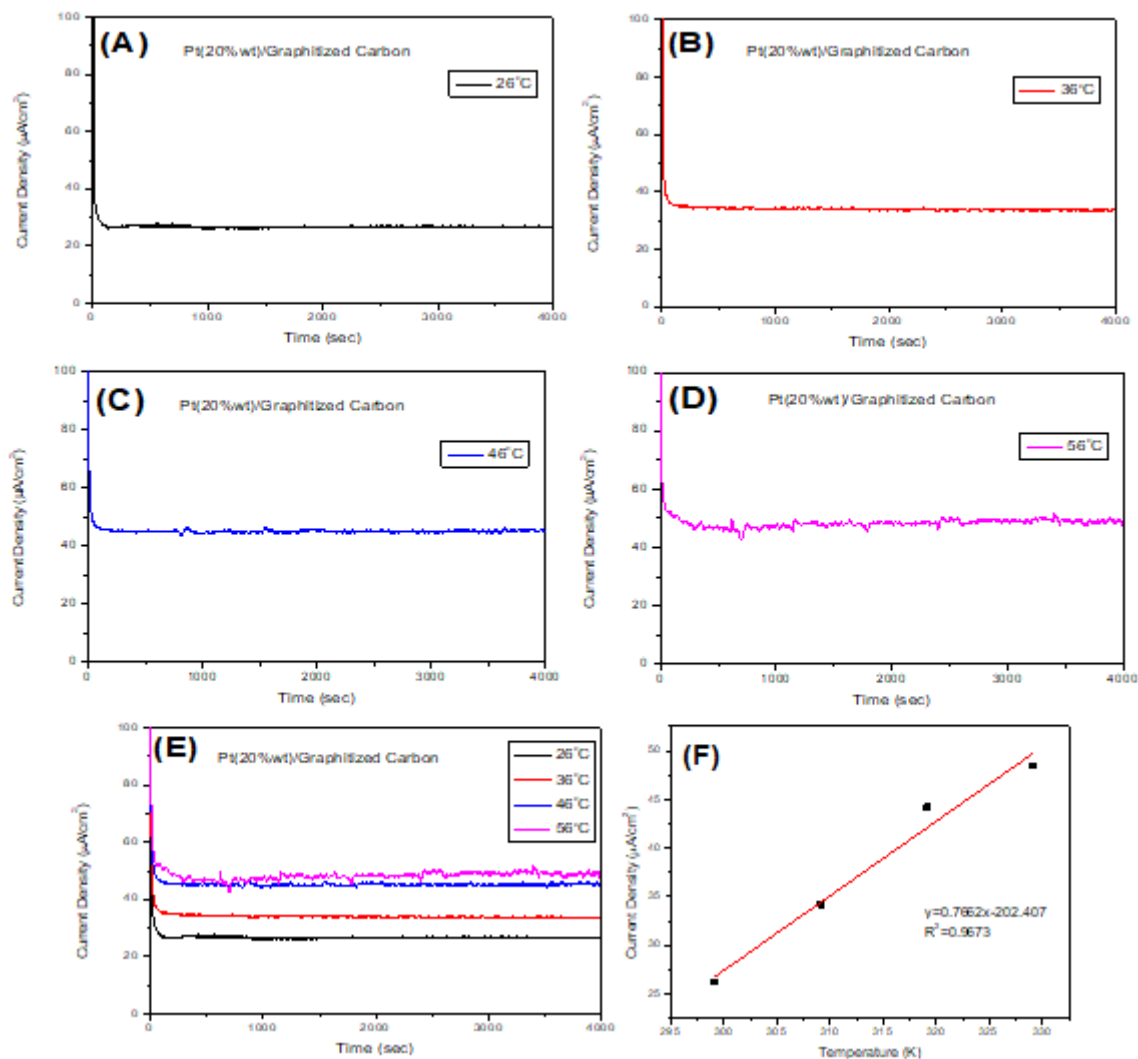 (A)
Pt(20%wt)/Graphitized Carbon
26°C
100
80
60
40
20
0
0 1000 2000 3000 4000
Time (sec)
Current Density (µA/cm²)
(B)
Pt(20%wt)/Graphitized Carbon
36°C
100
80
60
40
20
0
0 1000 2000 3000 4000
Time (sec)
Current Density (µA/cm²)
(C)
Pt(20%wt)/Graphitized Carbon
46°C
100
80
60
40
20
0
0 1000 2000 3000 4000
Time (sec)
Current Density (µA/cm²)
(D)
Pt(20%wt)/Graphitized Carbon
56°C
100
80
60
40
20
0
0 1000 2000 3000 4000
Time (sec)
Current Density (µA/cm²)
(E)
Pt(20%wt)/Graphitized Carbon
26°C
36°C
46°C
56°C
100
80
60
40
20
0
0 1000 2000 3000 4000
Time (sec)
Current Density (µA/cm²)
(F)
50
45
40
35
30
25
y=0.7662x-202.407
R²=0.9673
295 300 305 310 315 320 325 330
Temperature (K)
Current Density (µA/cm²)